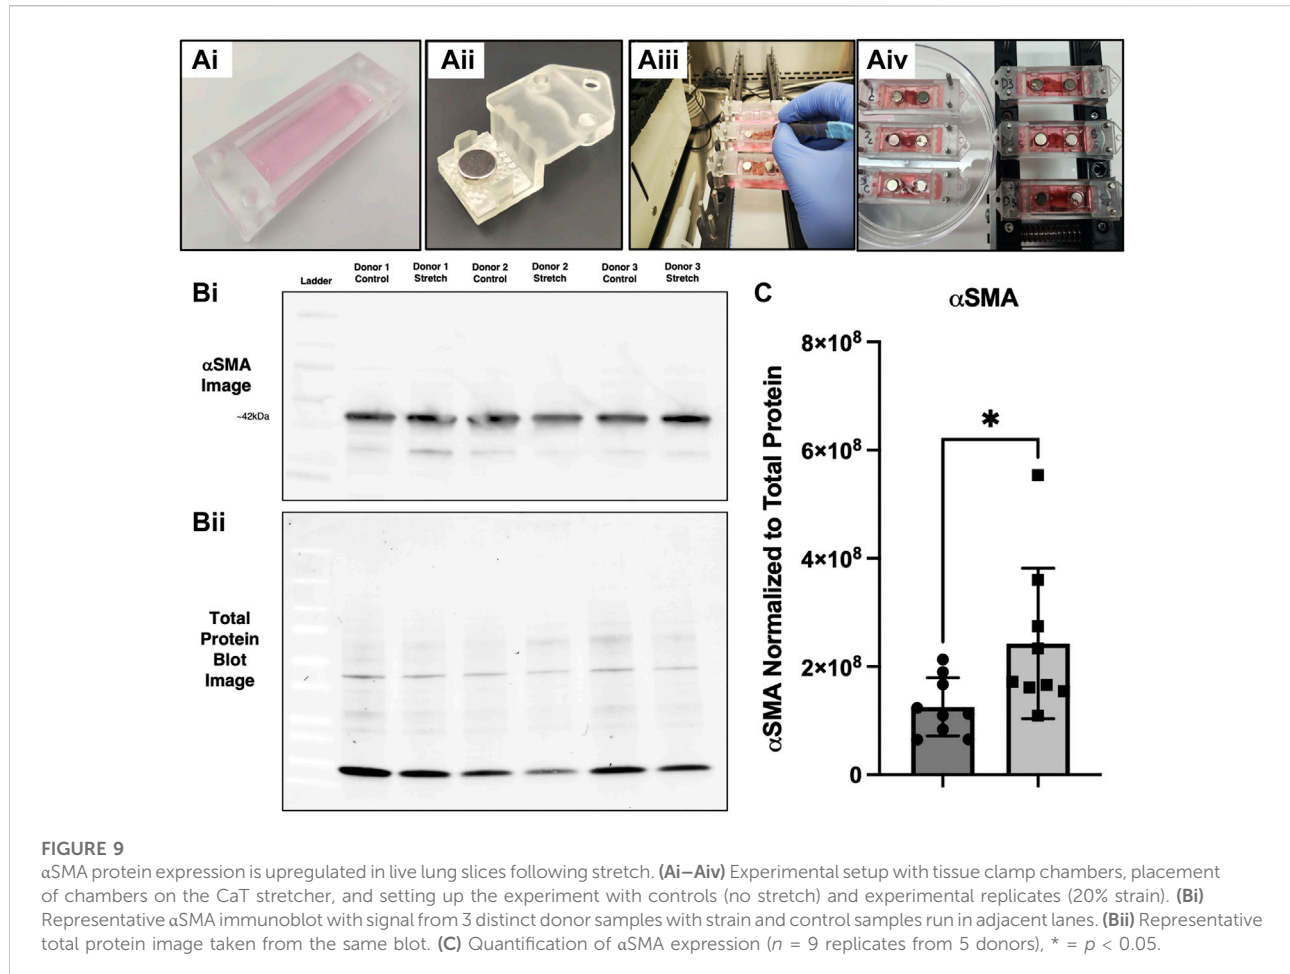 Ai
Aii
Aiii
Aiv
Bi
Ladder
Donor 1
Control
Donor 1
Stretch
Donor 2
Control
Donor 2
Stretch
Donor 3
Control
Donor 3
Stretch
αSMA
Image
~42kDa
Bii
Total
Protein
Blot
Image
C
αSMA
αSMA Normalized to Total Protein
8×10⁸
6×10⁸
4×10⁸
2×10⁸
0
*
FIGURE 9
αSMA protein expression is upregulated in live lung slices following stretch. (Ai–Aiv) Experimental setup with tissue clamp chambers, placement
of chambers on the CaT stretcher, and setting up the experiment with controls (no stretch) and experimental replicates (20% strain). (Bi)
Representative αSMA immunoblot with signal from 3 distinct donor samples with strain and control samples run in adjacent lanes. (Bii) Representative
total protein image taken from the same blot. (C) Quantification of αSMA expression (n = 9 replicates from 5 donors), * = p < 0.05.